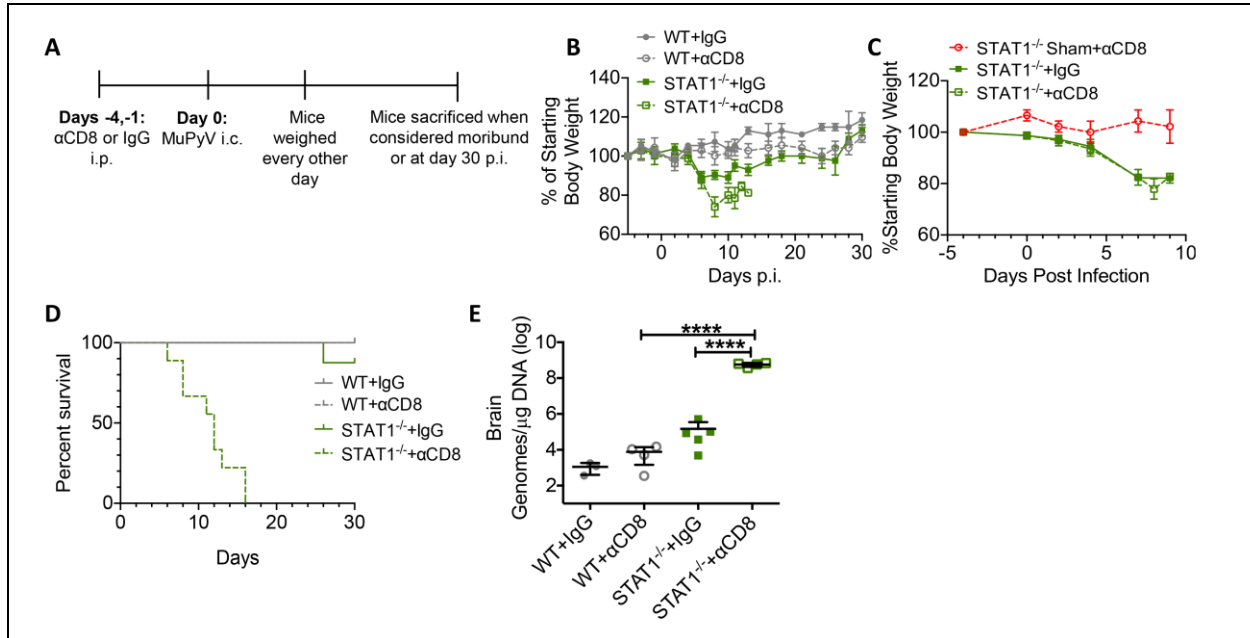 A
Days -4,-1:
αCD8 or IgG
i.p.
Day 0:
MuPyV i.c.
Mice
weighed
every other
day
Mice sacrificed when
considered moribund
or at day 30 p.i.
B
WT+IgG
WT+αCD8
STAT1-/-+IgG
STAT1-/-+αCD8
% of Starting
Body Weight
120
100
80
60
0
10
20
30
Days p.i.
C
STAT1-/- Sham+αCD8
STAT1-/-+IgG
STAT1-/-+αCD8
%Starting Body Weight
120
100
80
60
-5
0
5
10
Days Post Infection
D
Percent survival
100
50
0
0
10
20
30
Days
WT+IgG
WT+αCD8
STAT1-/-+IgG
STAT1-/-+αCD8
E
****
****
Brain
Genomes/μg DNA (log)
10
8
6
4
2
WT+IgG
WT+αCD8
STAT1-/-+IgG
STAT1-/-+αCD8